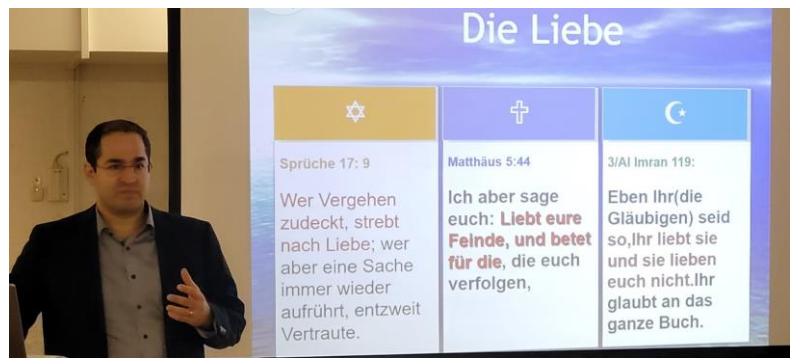 Die Liebe
Sprüche 17: 9
Wer Vergehen
zudeckt, strebt
nach Liebe; wer
aber eine Sache
immer wieder
aufrührt, entzweit
Vertraute.
Matthäus 5:44
Ich aber sage
euch: Liebt eure
Feinde, und betet
für die, die euch
verfolgen,
3/Al Imran 119:
Eben Ihr(die
Gläubigen) seid
so,Ihr liebt sie
und sie lieben
euch nicht.Ihr
glaubt an das
ganze Buch.